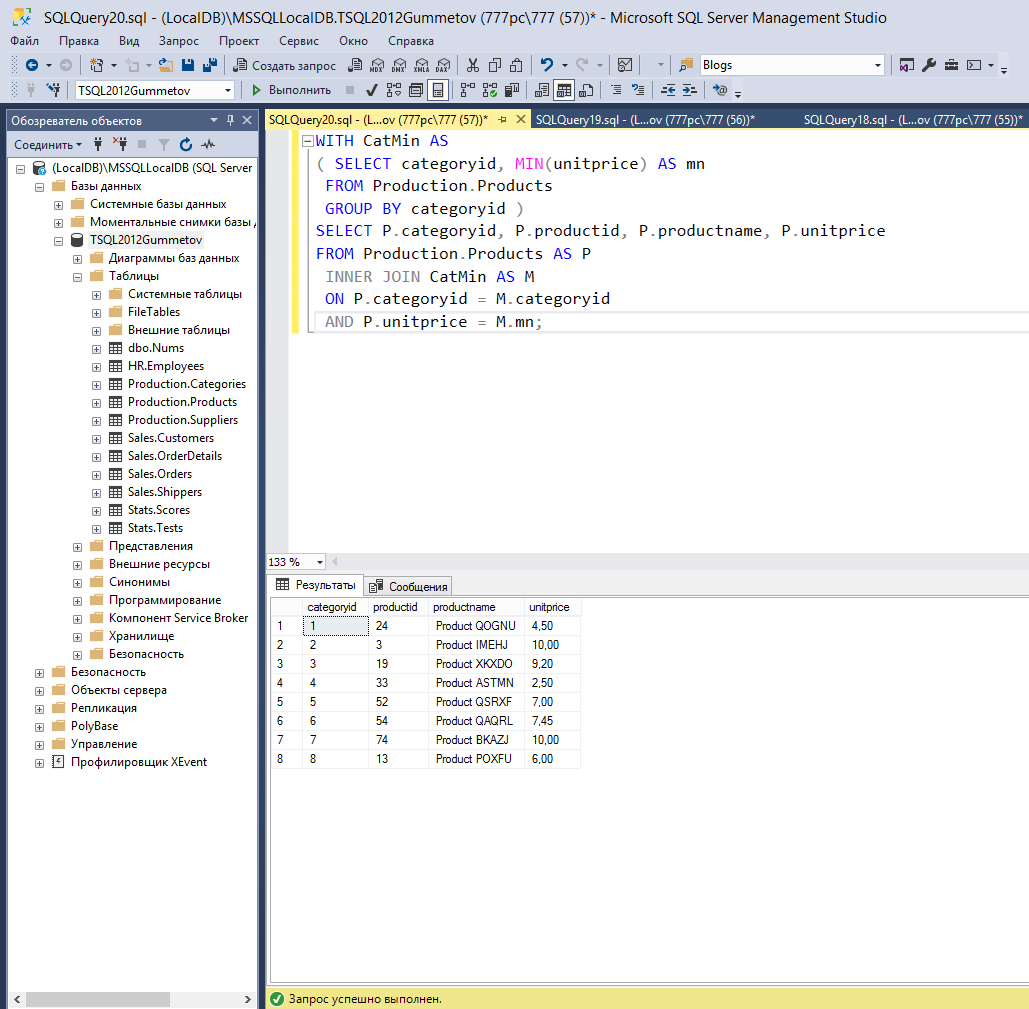 SQLQuery20.sql - (LocalDB)\MSSQLLocalDB.TSQL2012Gummetov (777pc\777 (57))* - Microsoft SQL Server Management Studio
Файл Правка Вид Запрос Проект Сервис Окно Справка
Создать запрос MDX DMX XMLA DAX Blogs
TSQL2012Gummetov Выполнить
Обозреватель объектов
Соединить
(LocalDB)\MSSQLLocalDB (SQL Server
Базы данных
Системные базы данных
Моментальные снимки базы
TSQL2012Gummetov
Диаграммы баз данных
Таблицы
Системные таблицы
FileTables
Внешние таблицы
dbo.Nums
HR.Employees
Production.Categories
Production.Products
Production.Suppliers
Sales.Customers
Sales.OrderDetails
Sales.Orders
Sales.Shippers
Stats.Scores
Stats.Tests
Представления
Внешние ресурсы
Синонимы
Программирование
Компонент Service Broker
Хранилище
Безопасность
Безопасность
Объекты сервера
Репликация
PolyBase
Управление
Профилировщик XEvent
SQLQuery20.sql - (L...ov (777pc\777 (57))* SQLQuery19.sql - (L...ov (777pc\777 (56))* SQLQuery18.sql - (L...ov (777pc\777 (55))*
WITH CatMin AS
( SELECT categoryid, MIN(unitprice) AS mn
FROM Production.Products
GROUP BY categoryid )
SELECT P.categoryid, P.productid, P.productname, P.unitprice
FROM Production.Products AS P
INNER JOIN CatMin AS M
ON P.categoryid = M.categoryid
AND P.unitprice = M.mn;
133 %
Результаты Сообщения
categoryid productid productname unitprice
1 1 24 Product QOGNU 4,50
2 2 3 Product IMEHJ 10,00
3 3 19 Product XKXDO 9,20
4 4 33 Product ASTMN 2,50
5 5 52 Product QSRXF 7,00
6 6 54 Product QAQRL 7,45
7 7 74 Product BKAZJ 10,00
8 8 13 Product POXFU 6,00
Запрос успешно выполнен.